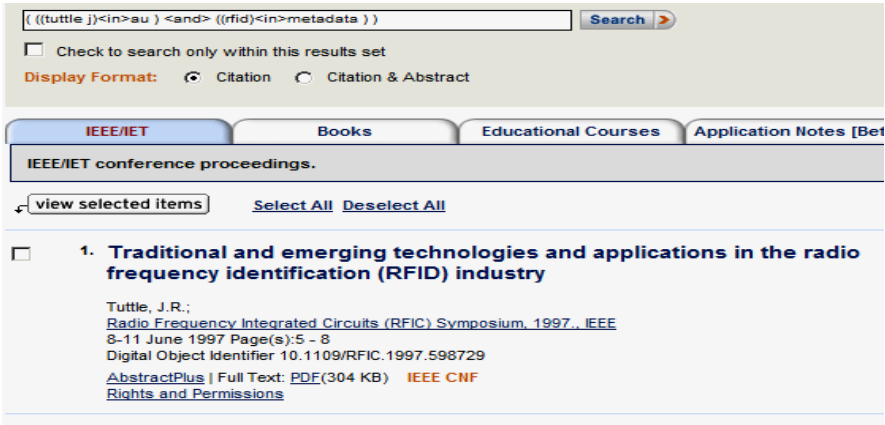 ( ((tuttle j)<in>au ) <and> ((rfid)<in>metadata ) )
Search
Check to search only within this results set
Display Format: Citation Citation & Abstract
IEEE/IET Books Educational Courses Application Notes [Bet
IEEE/IET conference proceedings.
view selected items Select All Deselect All
1. Traditional and emerging technologies and applications in the radio
frequency identification (RFID) industry
Tuttle, J.R.;
Radio Frequency Integrated Circuits (RFIC) Symposium, 1997., IEEE
8-11 June 1997 Page(s):5 - 8
Digital Object Identifier 10.1109/RFIC.1997.598729
AbstractPlus | Full Text: PDF(304 KB) IEEE CNF
Rights and Permissions